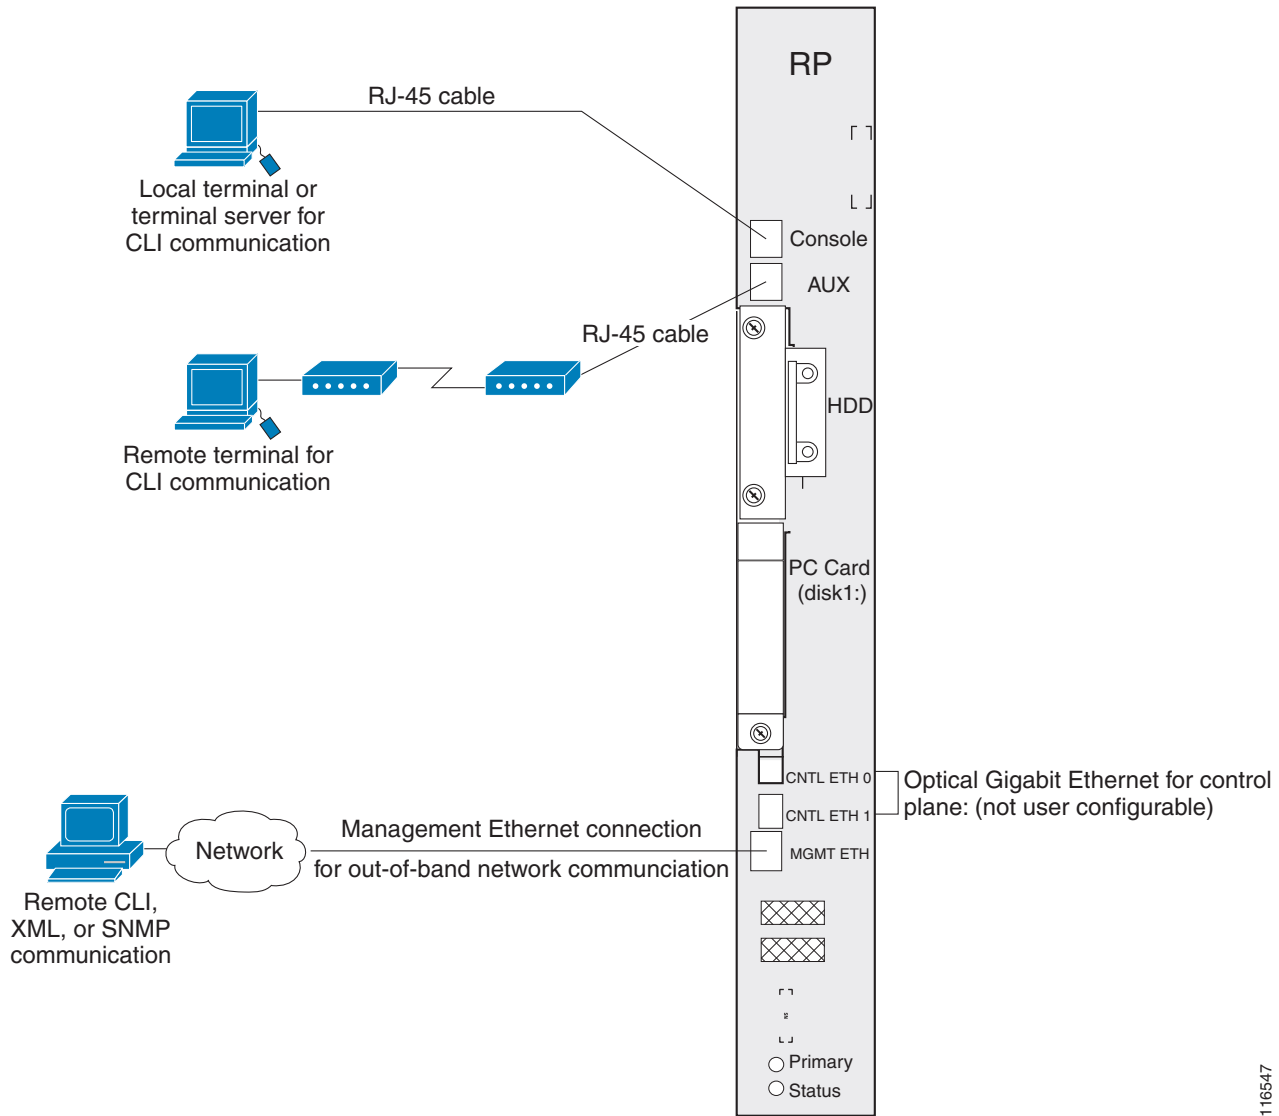 RP
RJ-45 cable
Local terminal or
terminal server for
CLI communication
Console
AUX
RJ-45 cable
HDD
Remote terminal for
CLI communication
PC Card
(disk1:)
CNTL ETH 0
Optical Gigabit Ethernet for control
plane: (not user configurable)
CNTL ETH 1
MGMT ETH
Management Ethernet connection
for out-of-band network communciation
Network
Remote CLI,
XML, or SNMP
communication
Primary
Status
116547